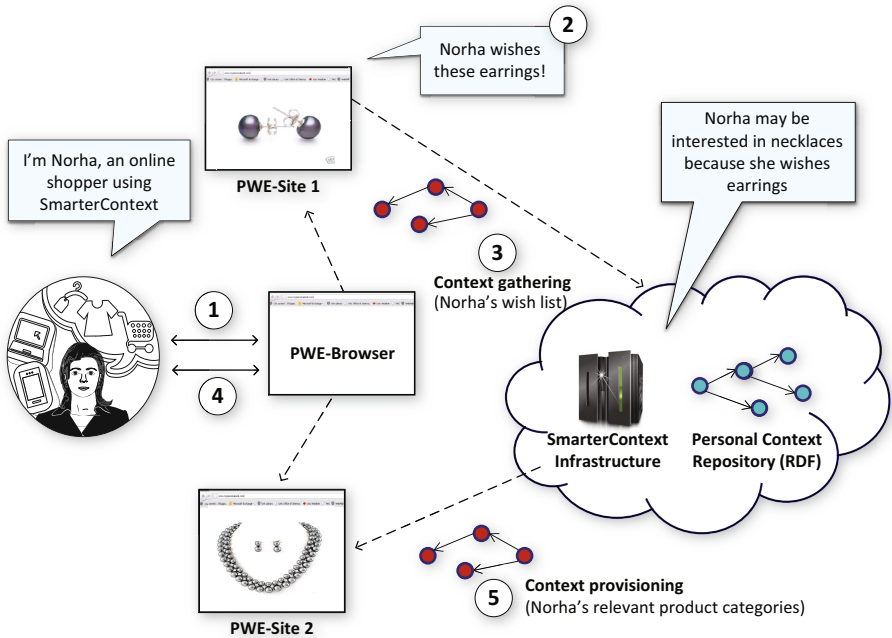 2
Norha wishes
these earrings!
Norha may be
interested in necklaces
because she wishes
earrings
I'm Norha, an online
shopper using
SmarterContext
PWE-Site 1
3
Context gathering
(Norha's wish list)
1
PWE-Browser
4
SmarterContext
Infrastructure
Personal Context
Repository (RDF)
5
Context provisioning
(Norha's relevant product categories)
PWE-Site 2